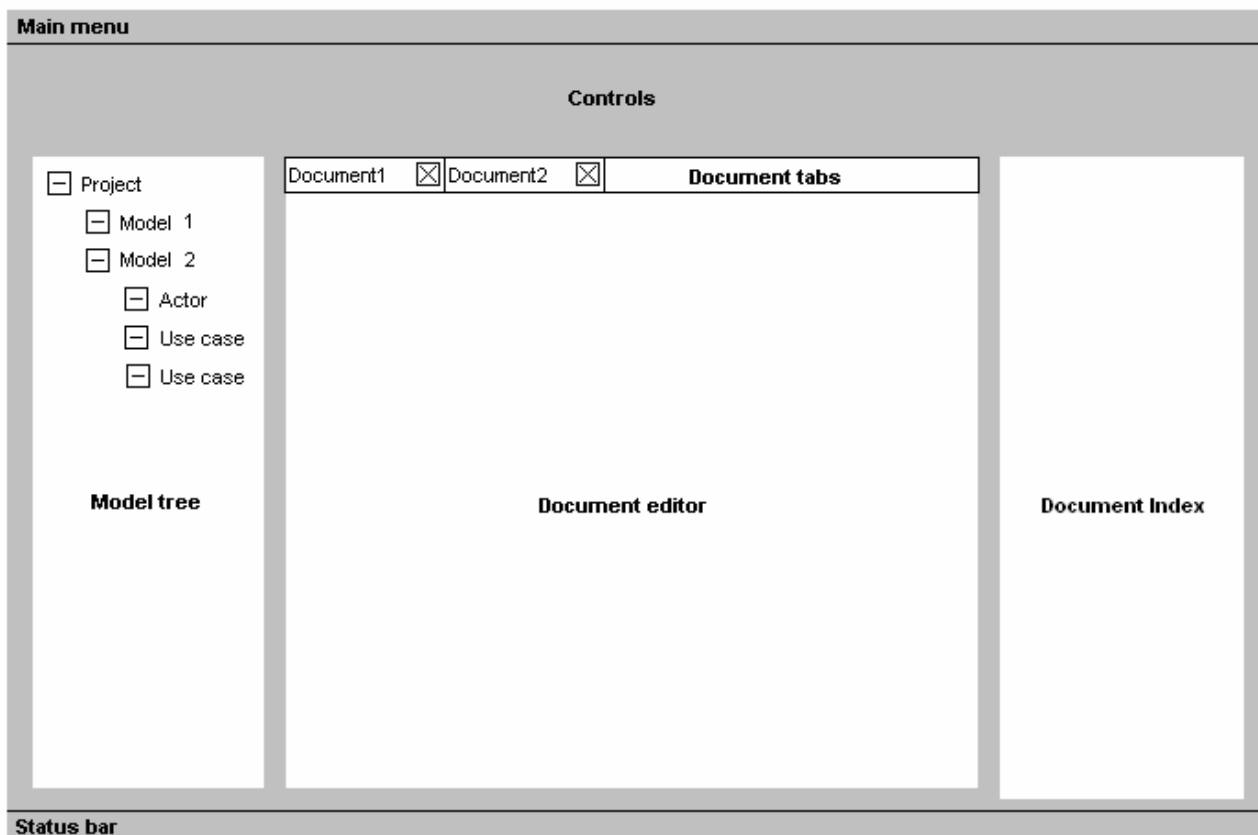 Main menu
Controls
Project
Model 1
Model 2
Actor
Use case
Use case
Model tree
Document1
Document2
Document tabs
Document editor
Document Index
Status bar